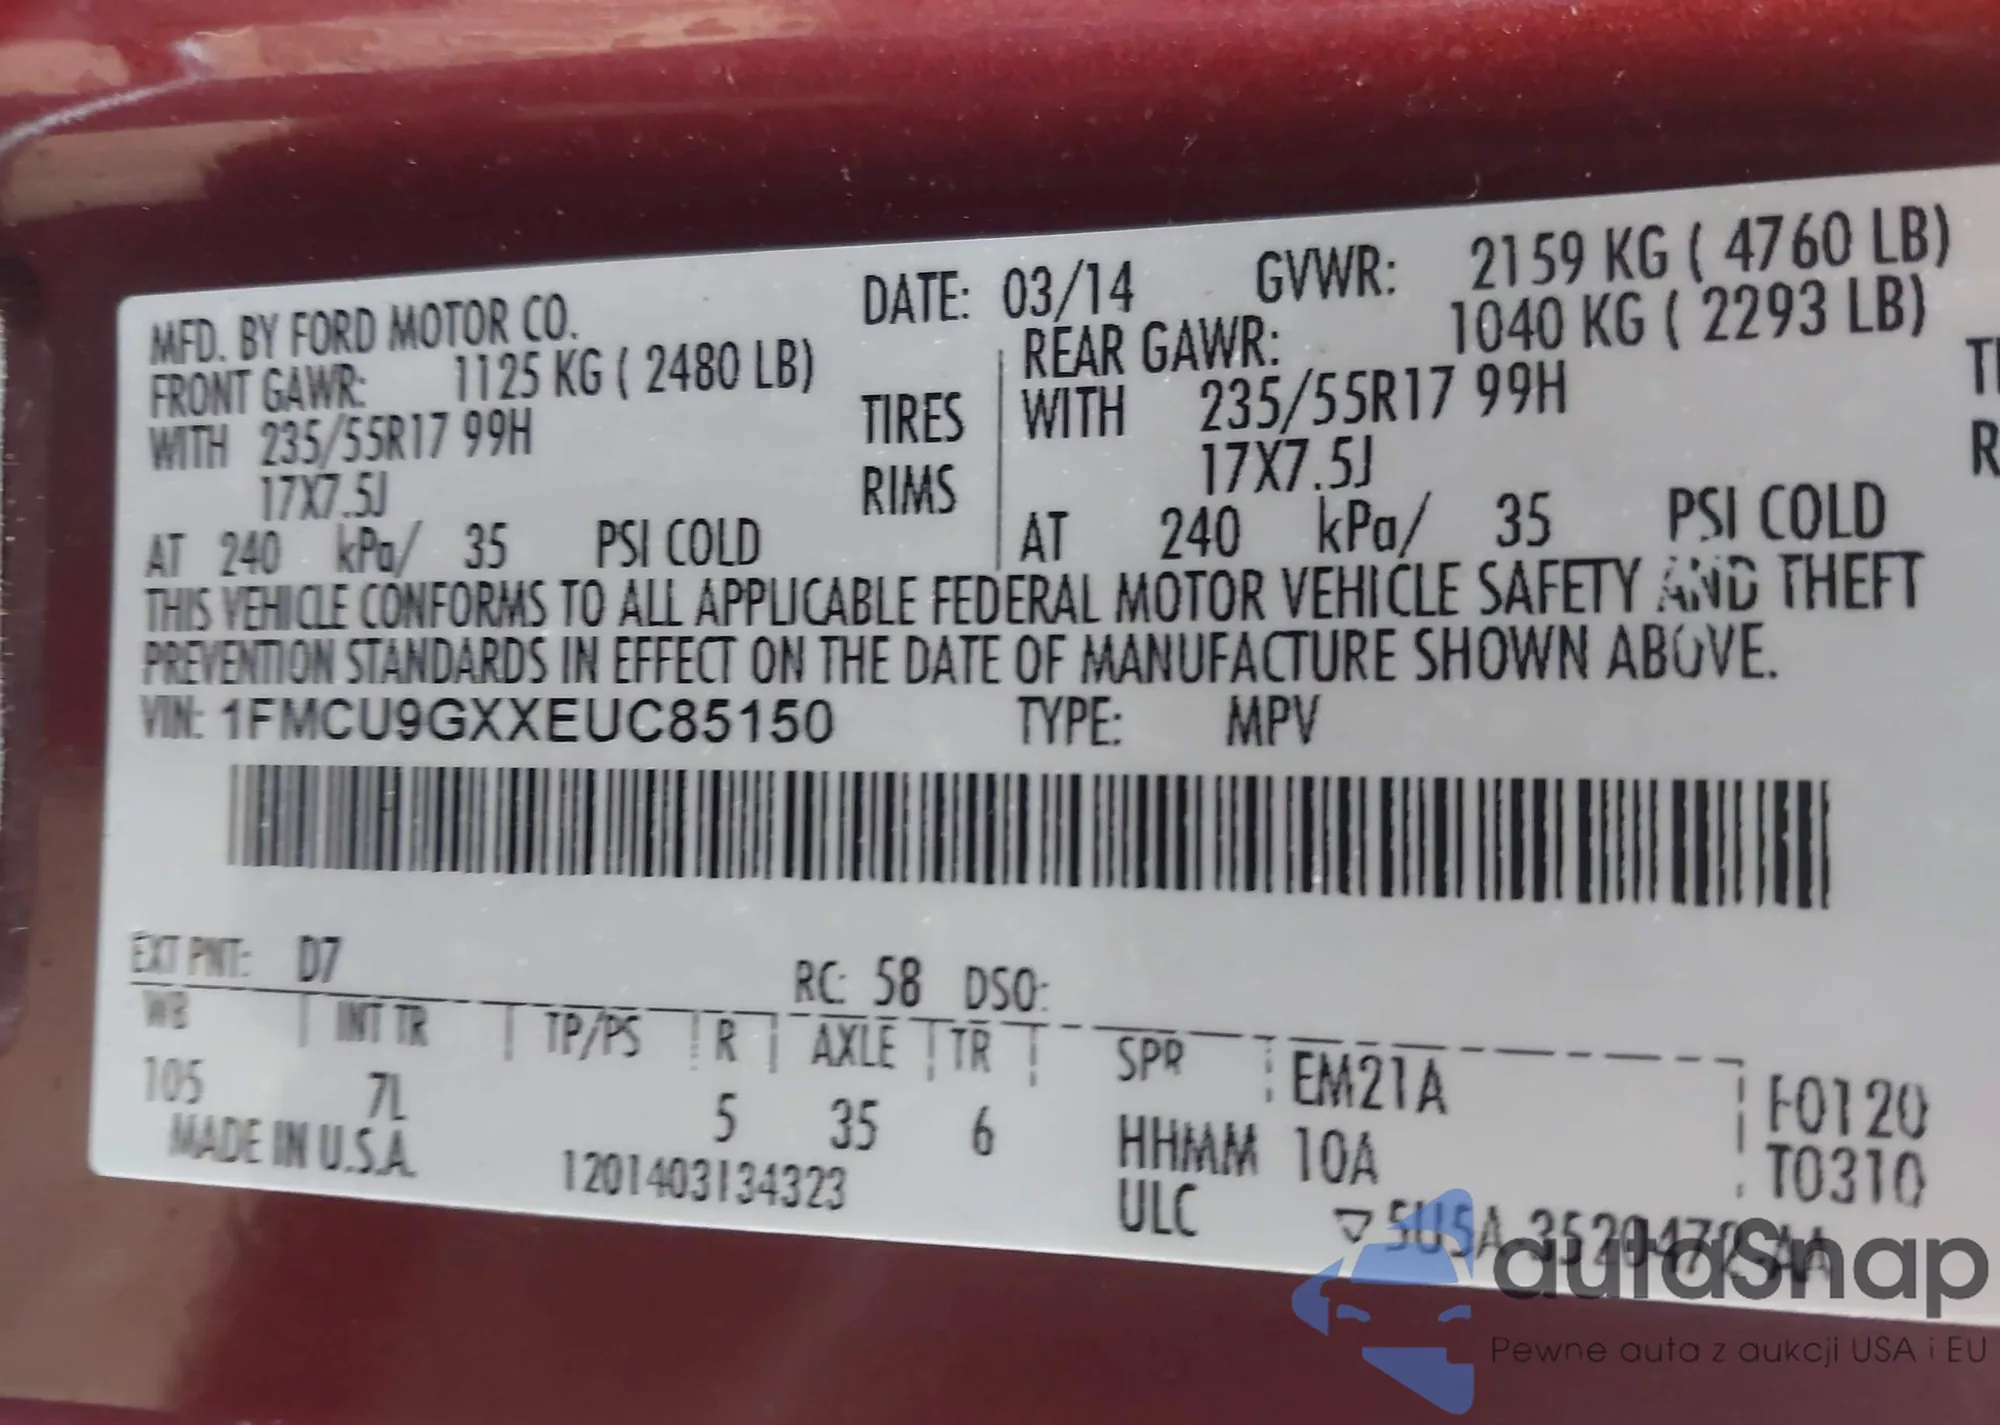 MFD. BY FORD MOTOR CO. DATE: 03/14 GVWR: 2159 KG ( 4760 LB)
FRONT GAWR: 1125 KG ( 2480 LB) REAR GAWR: 1040 KG ( 2293 LB)
WITH 235/55R17 99H TIRES WITH 235/55R17 99H
17X7.5J RIMS 17X7.5J
AT 240 kPa/ 35 PSI COLD AT 240 kPa/ 35 PSI COLD
THIS VEHICLE CONFORMS TO ALL APPLICABLE FEDERAL MOTOR VEHICLE SAFETY AND THEFT
PREVENTION STANDARDS IN EFFECT ON THE DATE OF MANUFACTURE SHOWN ABOVE.
VIN: 1FMCU9GXXEUC85150 TYPE: MPV
EXT PNT: D7 RC: 58 DSO:
WB INT TR TP/PS R AXLE TR SPR EM21A F0120
105 7L 5 35 6 HHMM 10A T0310
MADE IN U.S.A. 1201403134323 ULC 5U5A
autaSnap
Pewne auta z aukcji USA i EU